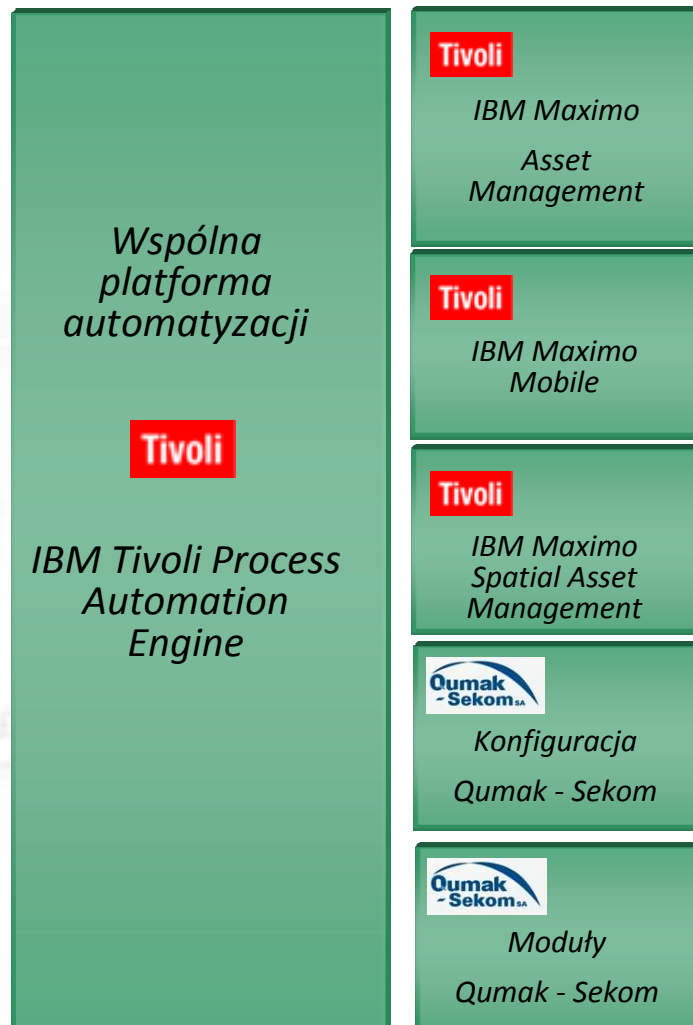 Wspólna
platforma
automatyzacji
Tivoli
IBM Tivoli Process
Automation
Engine
Tivoli
IBM Maximo
Asset
Management
Tivoli
IBM Maximo
Mobile
Tivoli
IBM Maximo
Spatial Asset
Management
Qumak
- Sekom SA
Konfiguracja
Qumak - Sekom
Qumak
- Sekom SA
Moduły
Qumak - Sekom